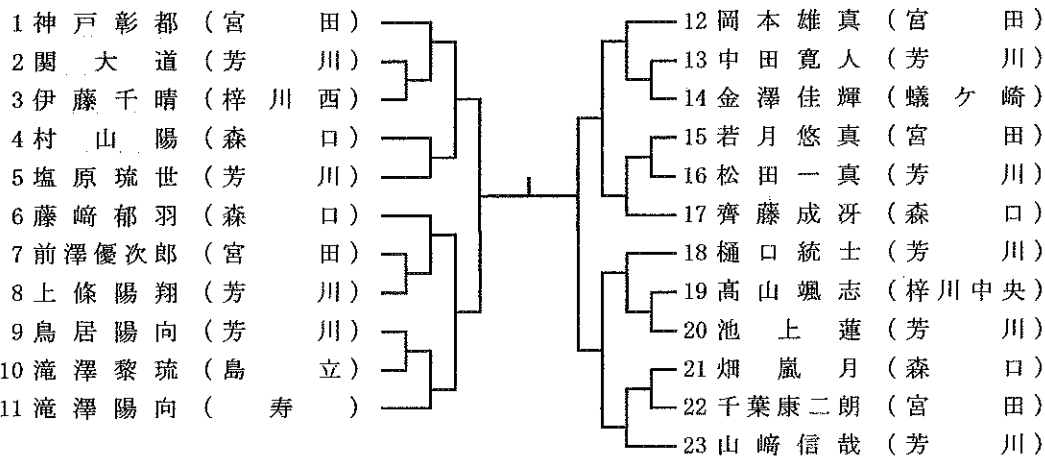 1 神戸彰都 (宮田)
2 関大道 (芳川)
3 伊藤千晴 (梓川西)
4 村山陽 (森口)
5 塩原琉世 (芳川)
6 藤﨑郁羽 (森口)
7 前澤優次郎 (宮田)
8 上條陽翔 (芳川)
9 鳥居陽向 (芳川)
10 滝澤黎琉 (島立)
11 滝澤陽向 (寿)
12 岡本雄真 (宮田)
13 中田寛人 (芳川)
14 金澤佳輝 (蟻ケ崎)
15 若月悠真 (宮田)
16 松田一真 (芳川)
17 齊藤成冴 (森口)
18 樋口統士 (芳川)
19 髙山颯志 (梓川中央)
20 池上蓮 (芳川)
21 畑嵐月 (森口)
22 千葉康二朗 (宮田)
23 山﨑信哉 (芳川)